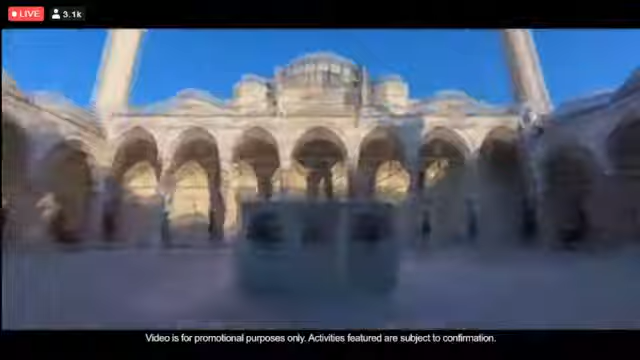 LIVE 3.1k
Video is for promotional purposes only. Activities featured are subject to confirmation.